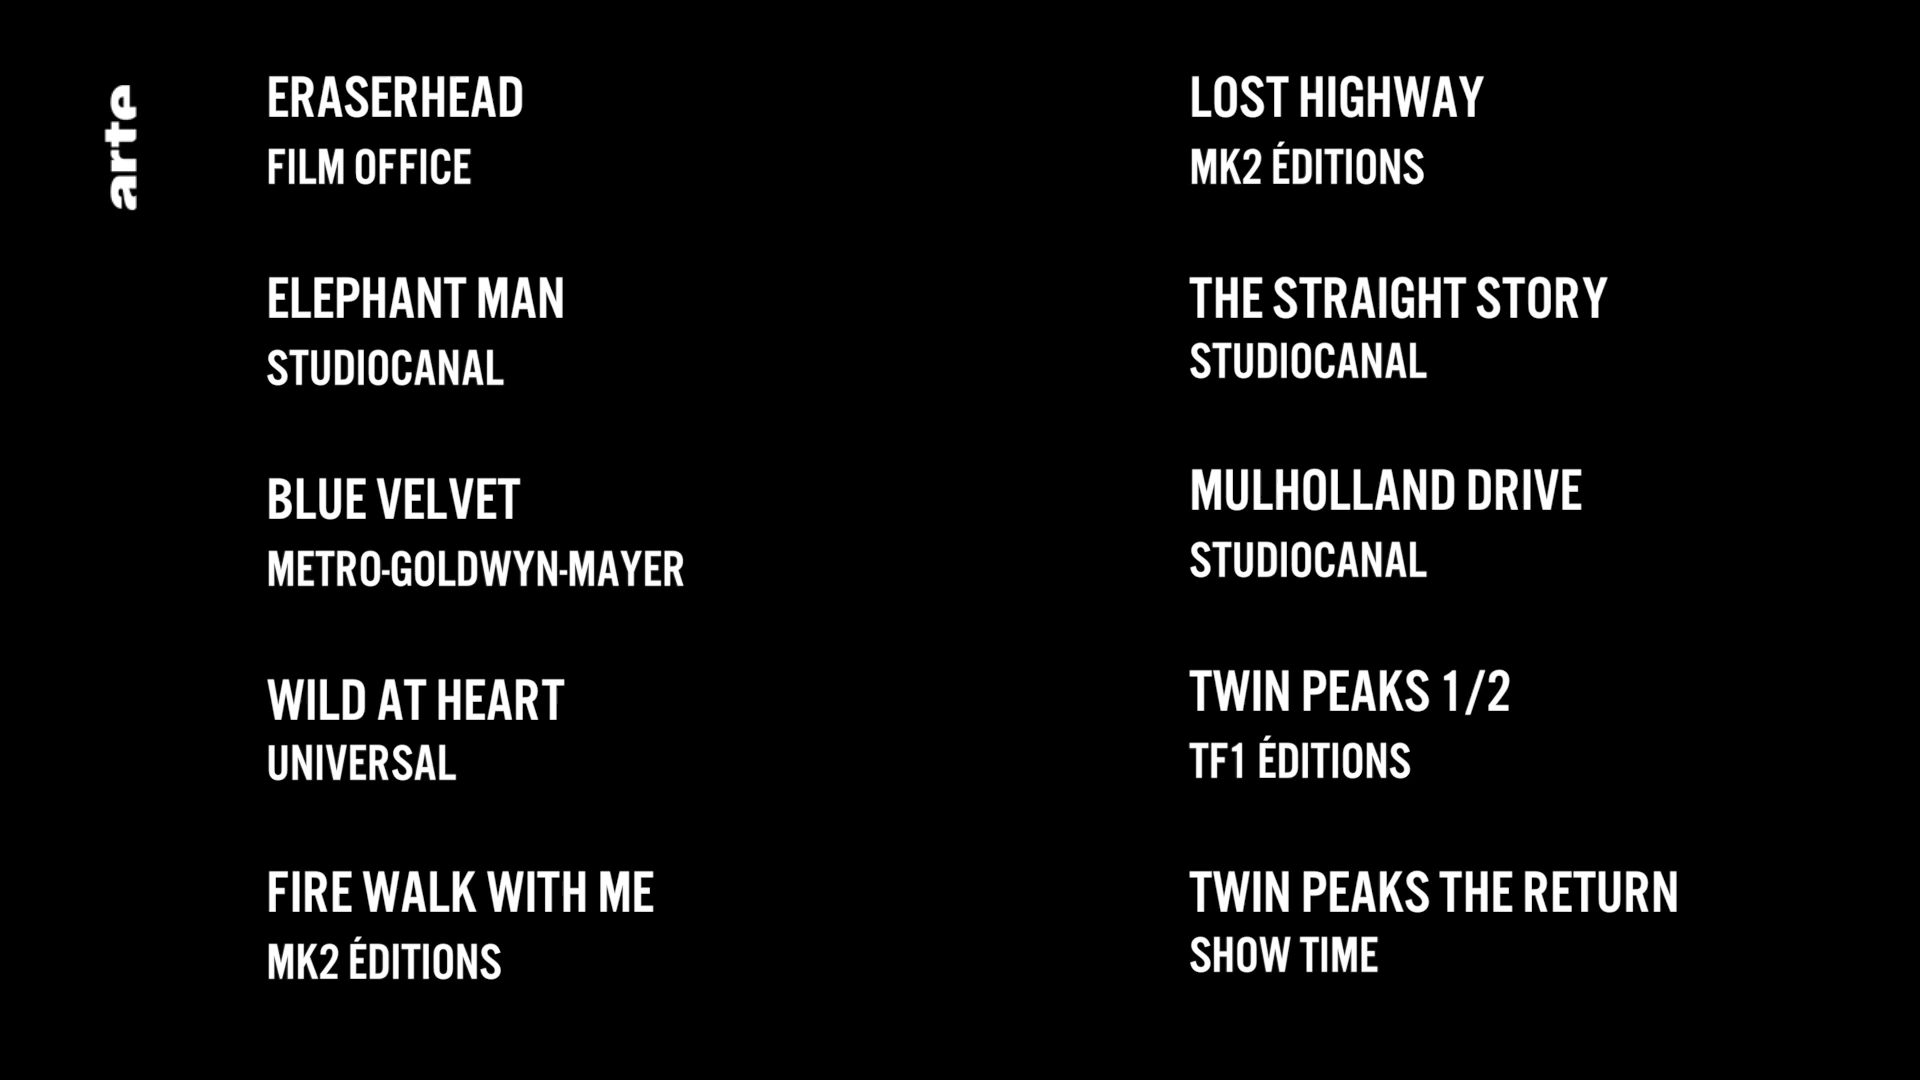 arte
ERASERHEAD
FILM OFFICE
ELEPHANT MAN
STUDIOCANAL
BLUE VELVET
METRO-GOLDWYN-MAYER
WILD AT HEART
UNIVERSAL
FIRE WALK WITH ME
MK2 ÉDITIONS
LOST HIGHWAY
MK2 ÉDITIONS
THE STRAIGHT STORY
STUDIOCANAL
MULHOLLAND DRIVE
STUDIOCANAL
TWIN PEAKS 1/2
TF1 ÉDITIONS
TWIN PEAKS THE RETURN
SHOW TIME